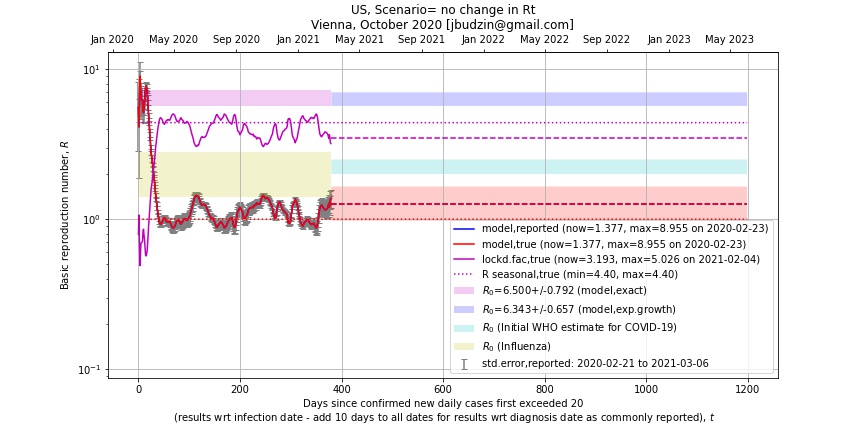 US, Scenario= no change in Rt
Vienna, October 2020 [jbudzin@gmail.com]
Jan 2020 May 2020 Sep 2020 Jan 2021 May 2021 Sep 2021 Jan 2022 May 2022 Sep 2022 Jan 2023 May 2023
10¹
10⁰
10⁻¹
Basic reproduction number, R
model,reported (now=1.377, max=8.955 on 2020-02-23)
model,true (now=1.377, max=8.955 on 2020-02-23)
lockd.fac,true (now=3.193, max=5.026 on 2021-02-04)
R seasonal,true (min=4.40, max=4.40)
R₀=6.500+/-0.792 (model,exact)
R₀=6.343+/-0.657 (model,exp.growth)
R₀ (Initial WHO estimate for COVID-19)
R₀ (Influenza)
std.error,reported: 2020-02-21 to 2021-03-06
0 200 400 600 800 1000 1200
Days since confirmed new daily cases first exceeded 20
(results wrt infection date - add 10 days to all dates for results wrt diagnosis date as commonly reported), t